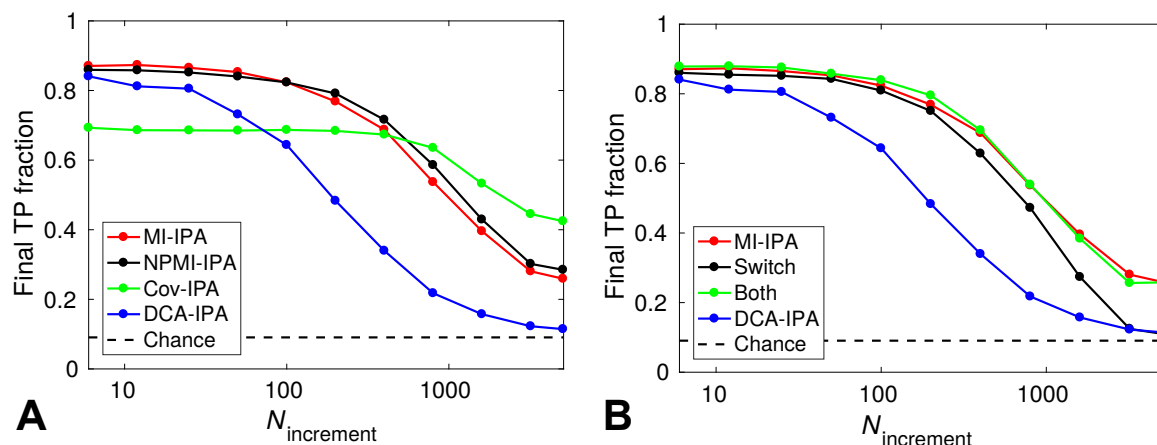 1
0.8
0.6
0.4
0.2
0
Final TP fraction
MI-IPA
NPMI-IPA
Cov-IPA
DCA-IPA
Chance
10
100
1000
N_increment
A
1
0.8
0.6
0.4
0.2
0
Final TP fraction
MI-IPA
Switch
Both
DCA-IPA
Chance
10
100
1000
N_increment
B